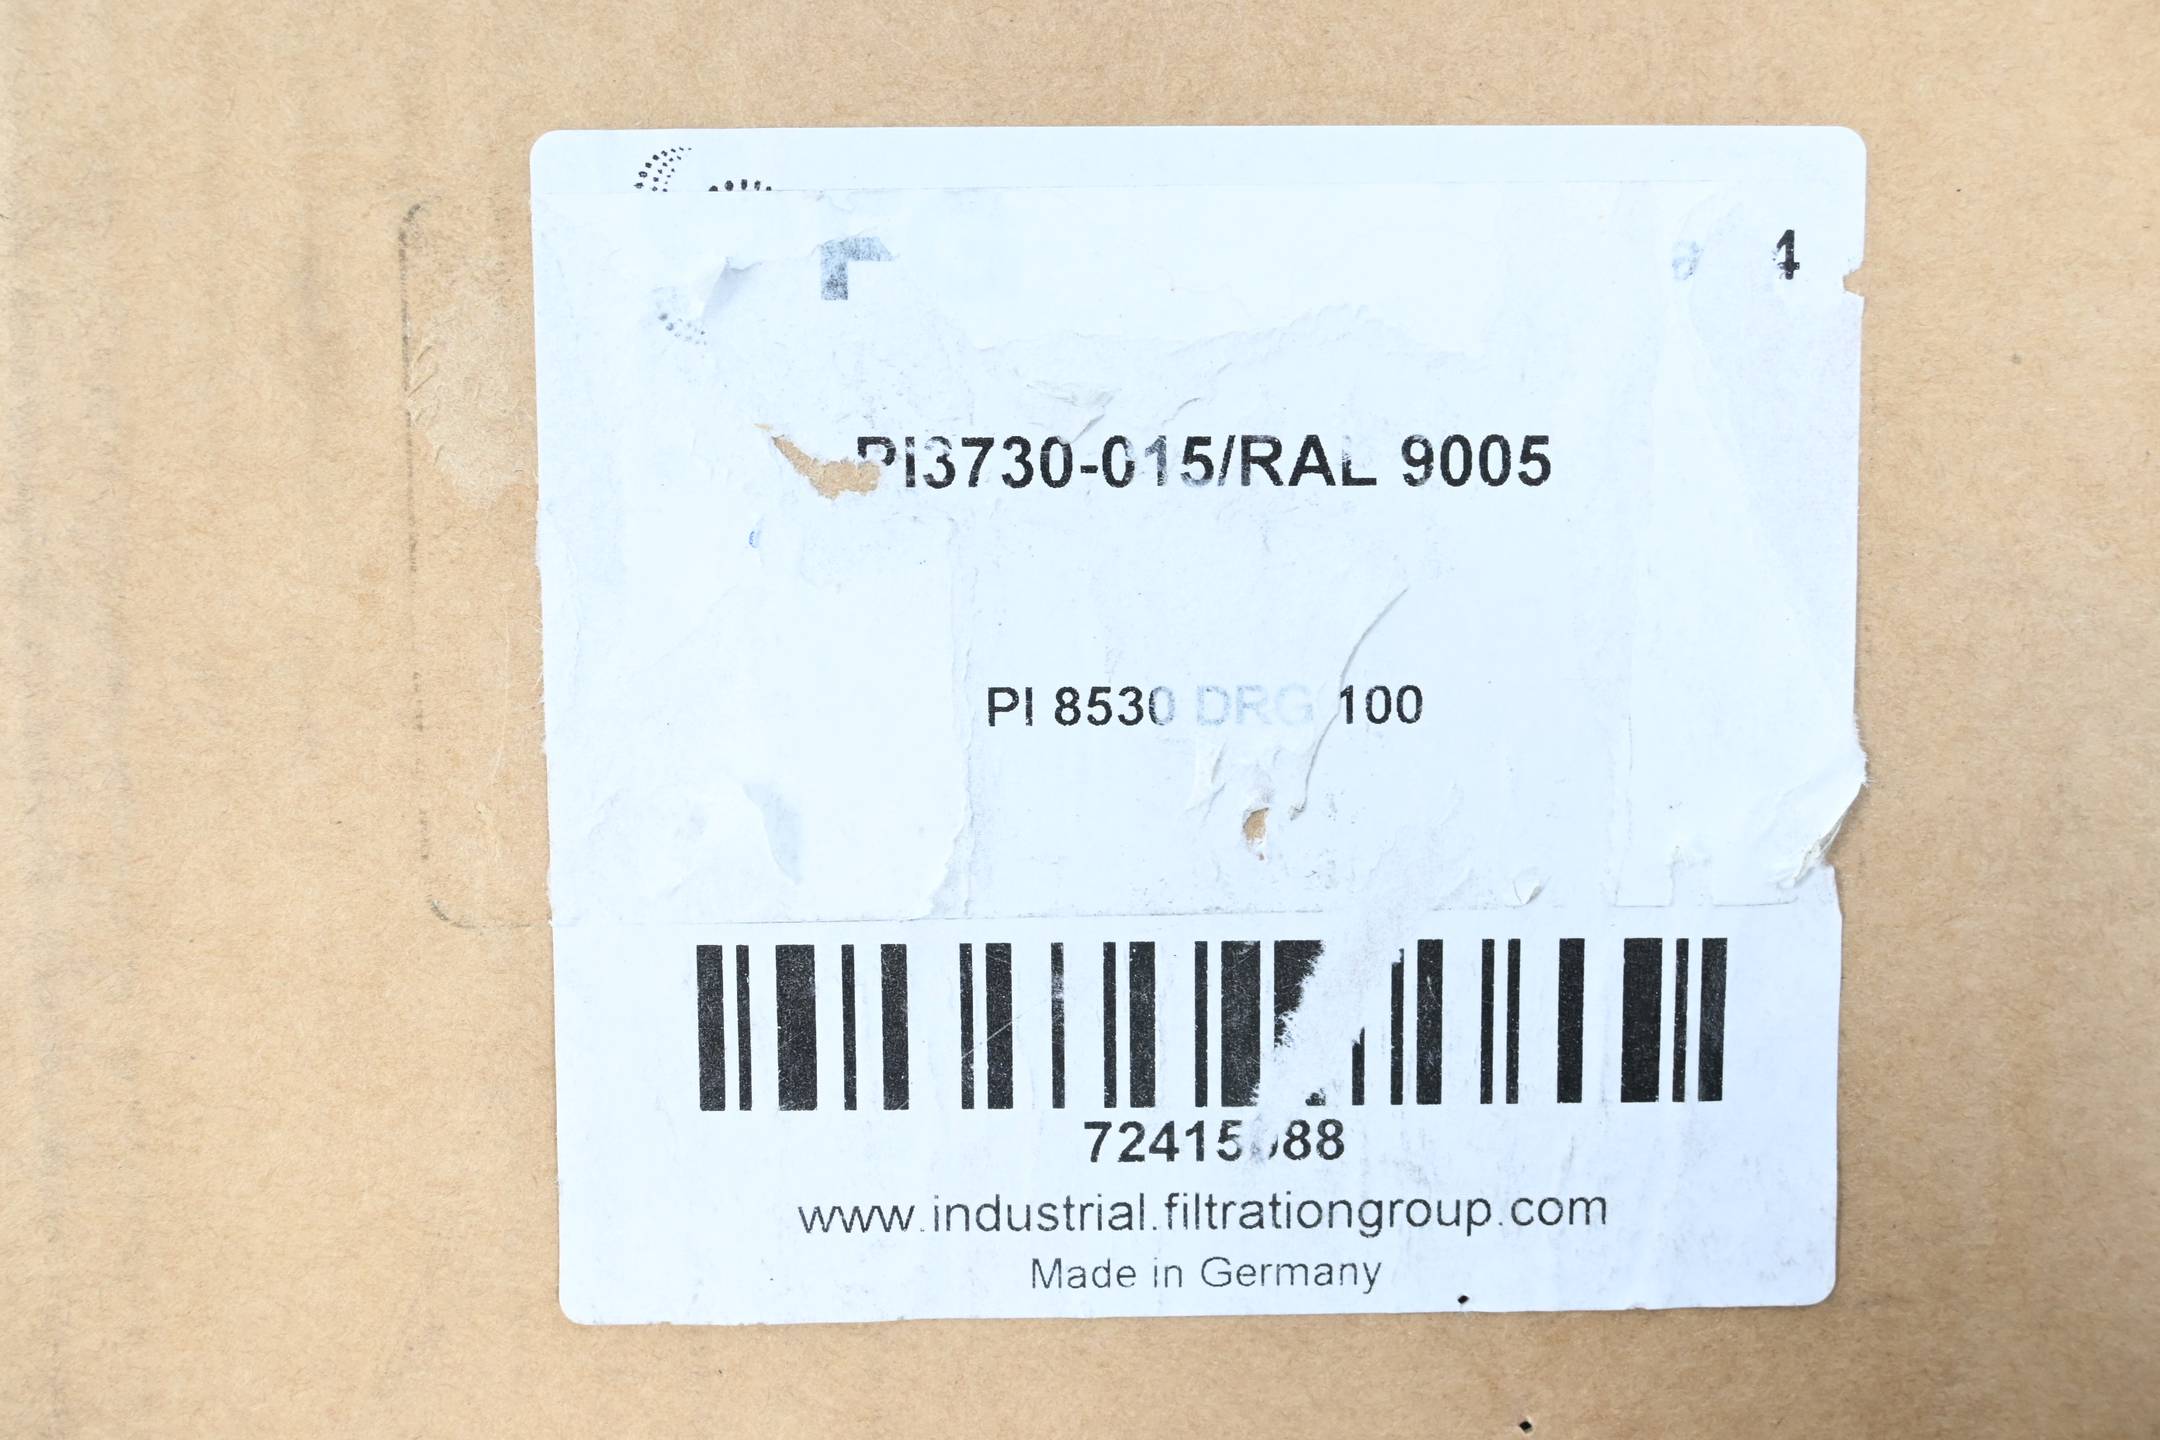 PI3730-015/RAL 9005
PI 8530 DRG 100
www.industrial.filtrationgroup.com
Made in Germany